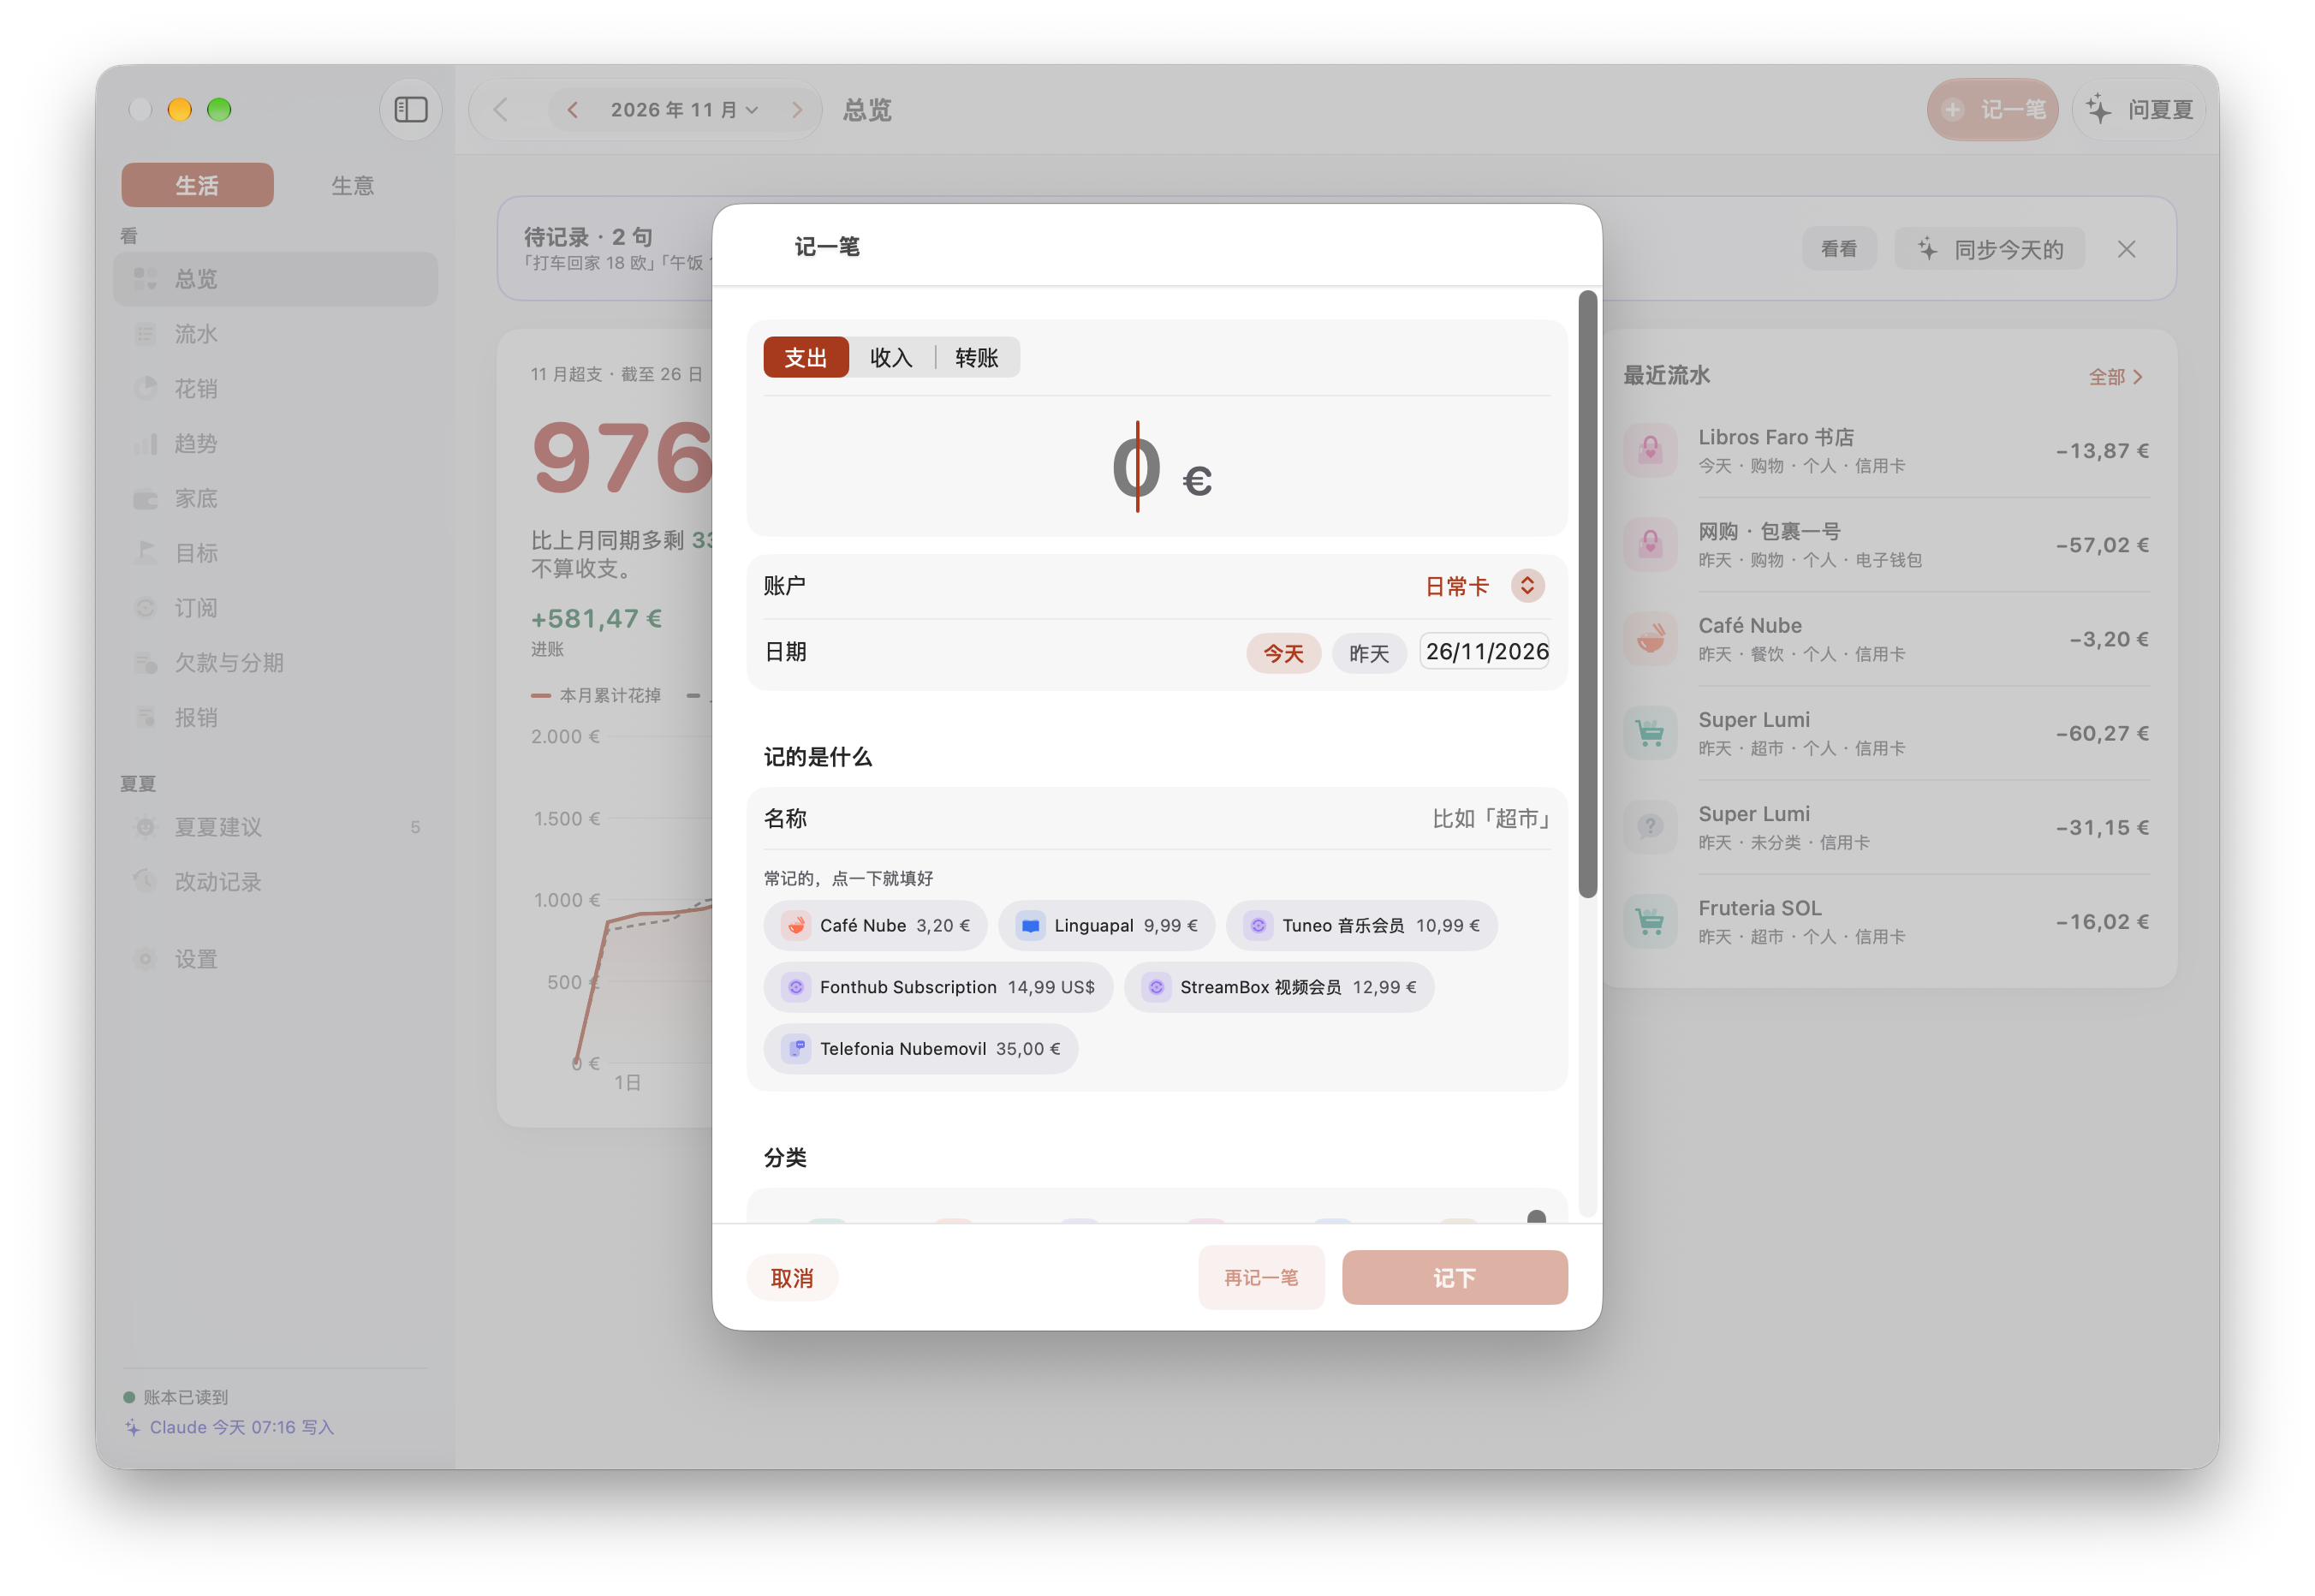 2026 年 11 月
总览
记一笔
问夏夏
生活
生意
看
总览
流水
花销
趋势
家底
目标
订阅
欠款与分期
报销
夏夏
夏夏建议 5
改动记录
设置
账本已读到
Claude 今天 07:16 写入
待记录 · 2 句
「打车回家 18 欧」「午饭
看看
同步今天的
11 月超支 · 截至 26 日
976
比上月同期多剩 33
不算收支。
+581,47 €
进账
本月累计花掉
2.000 €
1.500 €
1.000 €
500 €
0 €
1日
记一笔
支出 收入 转账
0 €
账户 日常卡
日期 今天 昨天 26/11/2026
记的是什么
名称 比如「超市」
常记的，点一下就填好
Café Nube 3,20 €
Linguapal 9,99 €
Tuneo 音乐会员 10,99 €
Fonthub Subscription 14,99 US$
StreamBox 视频会员 12,99 €
Telefonia Nubemovil 35,00 €
分类
取消
再记一笔
记下
最近流水 全部
Libros Faro 书店 −13,87 €
今天 · 购物 · 个人 · 信用卡
网购 · 包裹一号 −57,02 €
昨天 · 购物 · 个人 · 电子钱包
Café Nube −3,20 €
昨天 · 餐饮 · 个人 · 信用卡
Super Lumi −60,27 €
昨天 · 超市 · 个人 · 信用卡
Super Lumi −31,15 €
昨天 · 未分类 · 信用卡
Fruteria SOL −16,02 €
昨天 · 超市 · 个人 · 信用卡